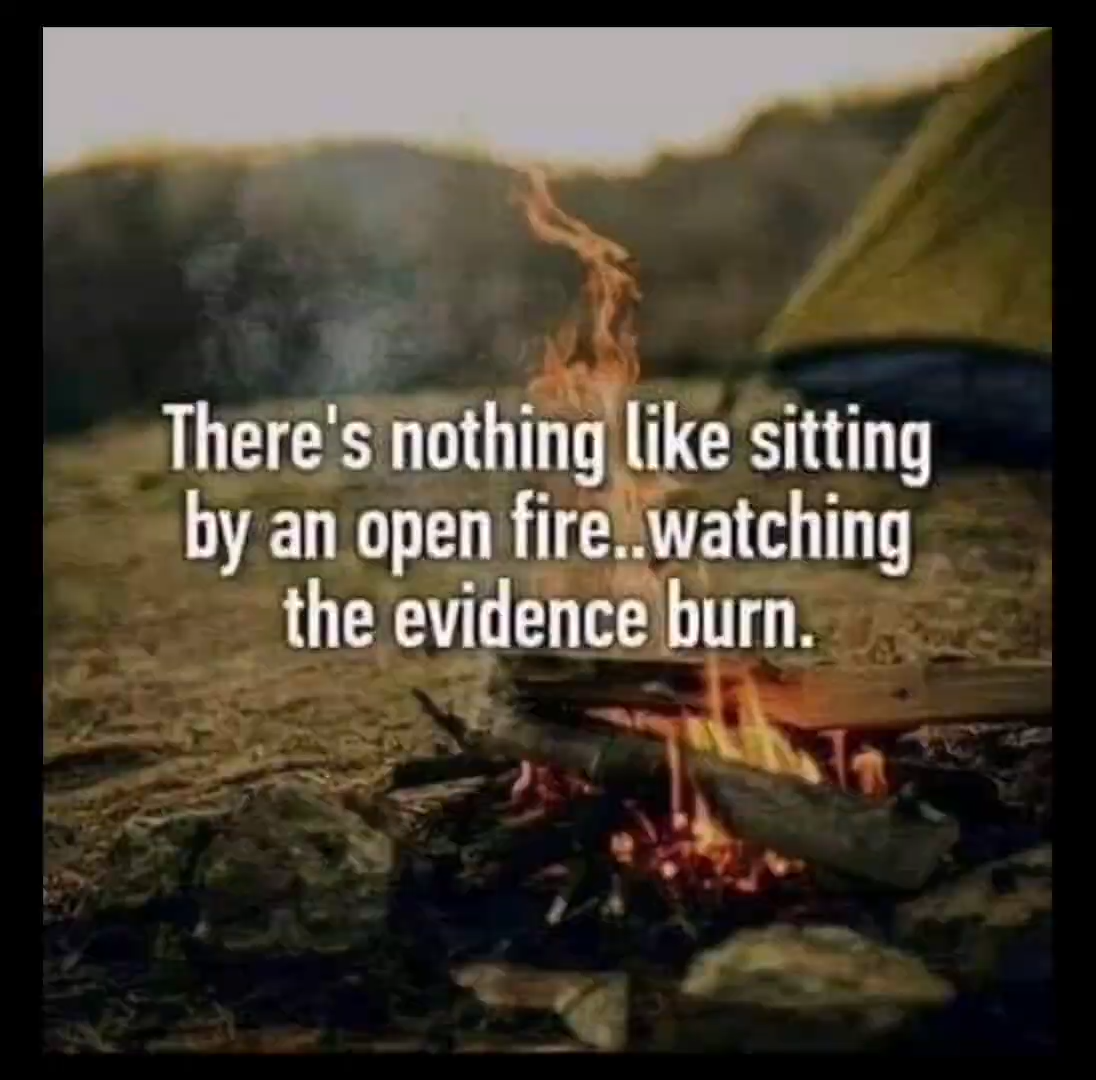 There's nothing like sitting
by an open fire..watching
the evidence burn.